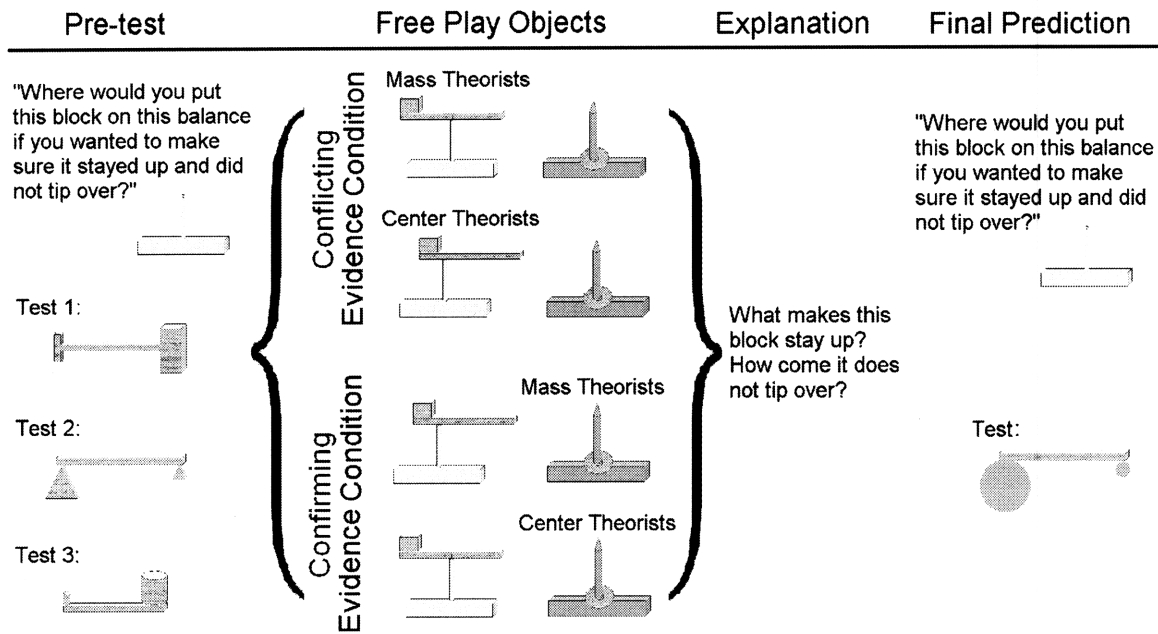 Pre-test
Free Play Objects
Explanation
Final Prediction
"Where would you put
this block on this balance
if you wanted to make
sure it stayed up and did
not tip over?"
Test 1:
Test 2:
Test 3:
Conflicting
Evidence Condition
Mass Theorists
Center Theorists
Confirming
Evidence Condition
Mass Theorists
Center Theorists
What makes this
block stay up?
How come it does
not tip over?
"Where would you put
this block on this balance
if you wanted to make
sure it stayed up and did
not tip over?"
Test: